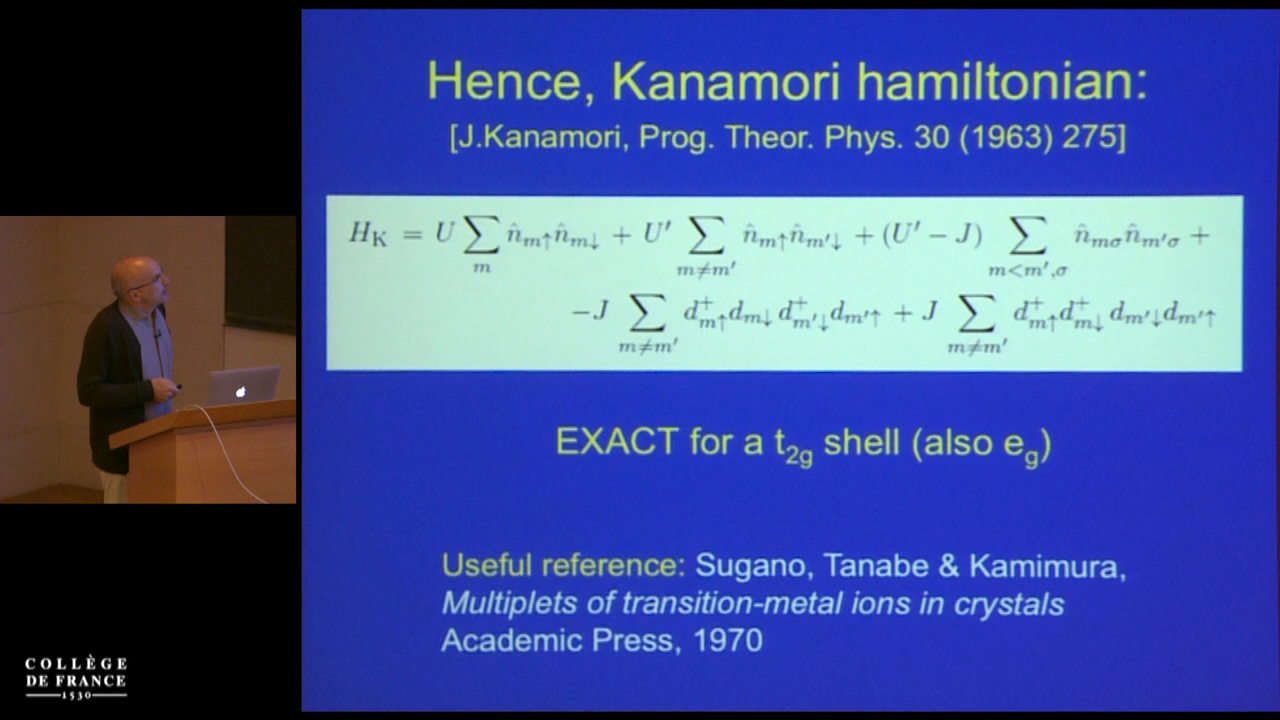 Hence, Kanamori hamiltonian:
[J.Kanamori, Prog. Theor. Phys. 30 (1963) 275]
H_K = U ∑_{m} n̂_{m↑}n̂_{m↓} + U′ ∑_{m≠m′} n̂_{m↑}n̂_{m′↓} + (U′ − J) ∑_{m<m′,σ} n̂_{mσ}n̂_{m′σ} +
−J ∑_{m≠m′} d⁺_{m↑}d_{m↓} d⁺_{m′↓}d_{m′↑} + J ∑_{m≠m′} d⁺_{m↑}d⁺_{m↓} d_{m′↓}d_{m′↑}
EXACT for a t_{2g} shell (also e_g)
Useful reference: Sugano, Tanabe & Kamimura,
Multiplets of transition-metal ions in crystals
Academic Press, 1970
COLLÈGE
DE FRANCE
1530